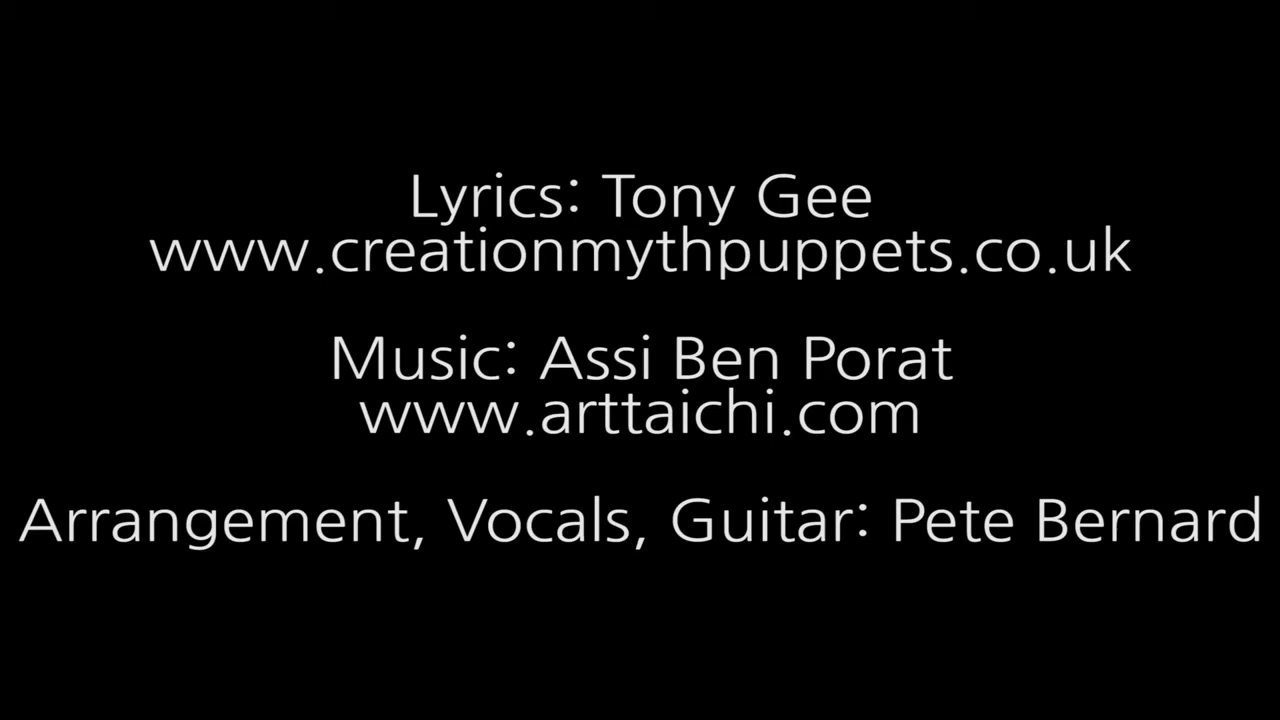 Lyrics: Tony Gee
www.creationmythpuppets.co.uk
Music: Assi Ben Porat
www.arttaichi.com
Arrangement, Vocals, Guitar: Pete Bernard